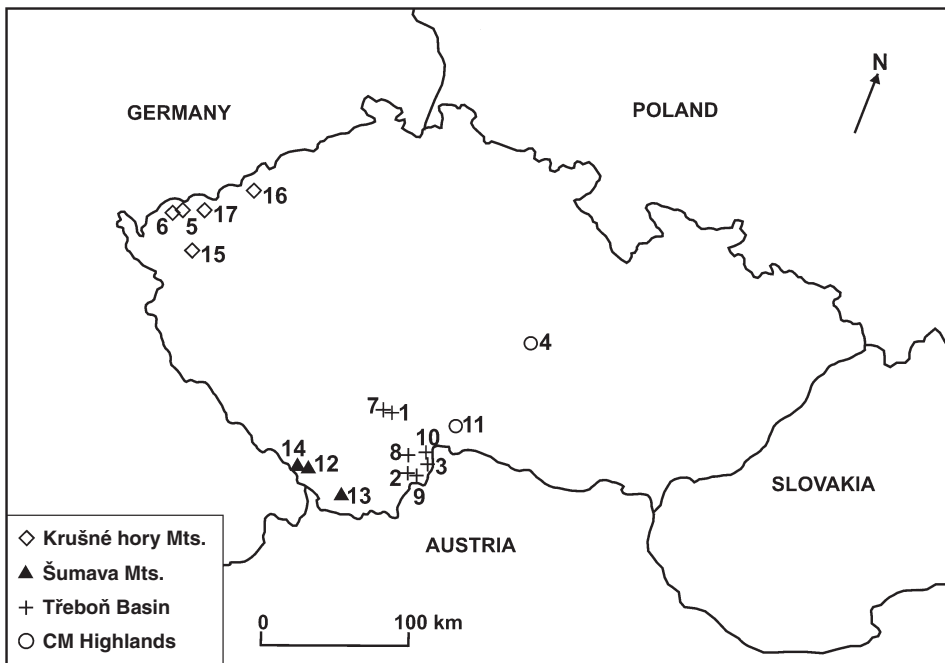 N
GERMANY
POLAND
16
6 5 17
15
4
7 1
11
10
8
14 12 3
2
13 9
SLOVAKIA
AUSTRIA
Krušné hory Mts.
Šumava Mts.
Třeboň Basin
CM Highlands
0 100 km